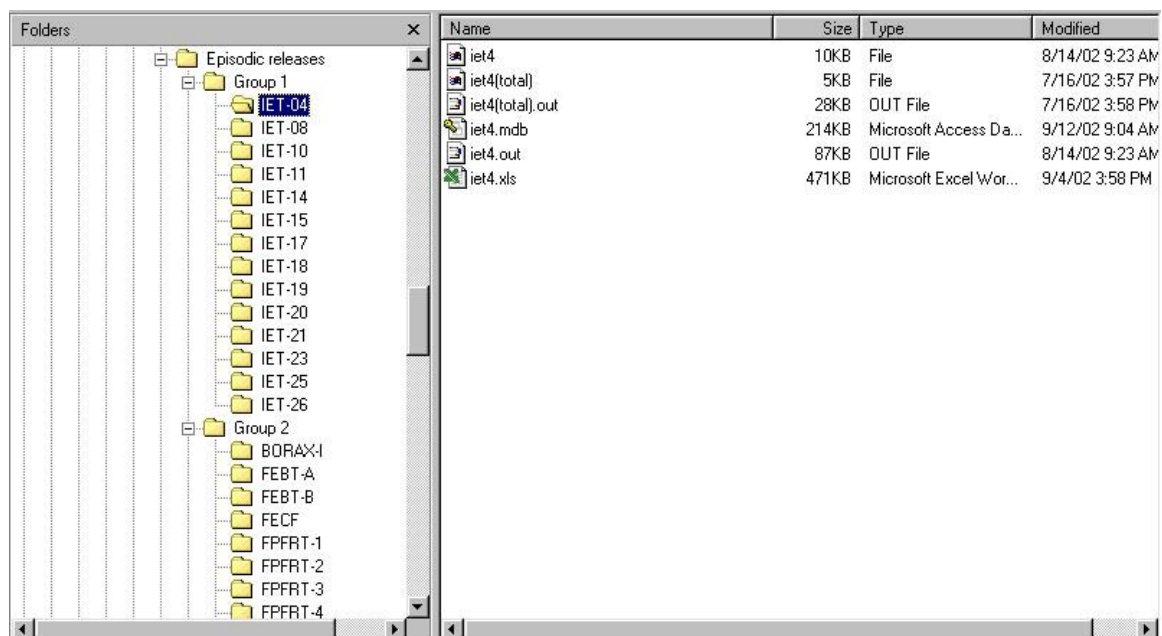 Folders ×
Episodic releases
Group 1
IET-04
IET-08
IET-10
IET-11
IET-14
IET-15
IET-17
IET-18
IET-19
IET-20
IET-21
IET-23
IET-25
IET-26
Group 2
BORAX-I
FEBT-A
FEBT-B
FECF
FPFRT-1
FPFRT-2
FPFRT-3
FPFRT-4
Name Size Type Modified
iet4 10KB File 8/14/02 9:23 AM
iet4(total) 5KB File 7/16/02 3:57 PM
iet4(total).out 28KB OUT File 7/16/02 3:58 PM
iet4.mdb 214KB Microsoft Access Da... 9/12/02 9:04 AM
iet4.out 87KB OUT File 8/14/02 9:23 AM
iet4.xls 471KB Microsoft Excel Wor... 9/4/02 3:58 PM